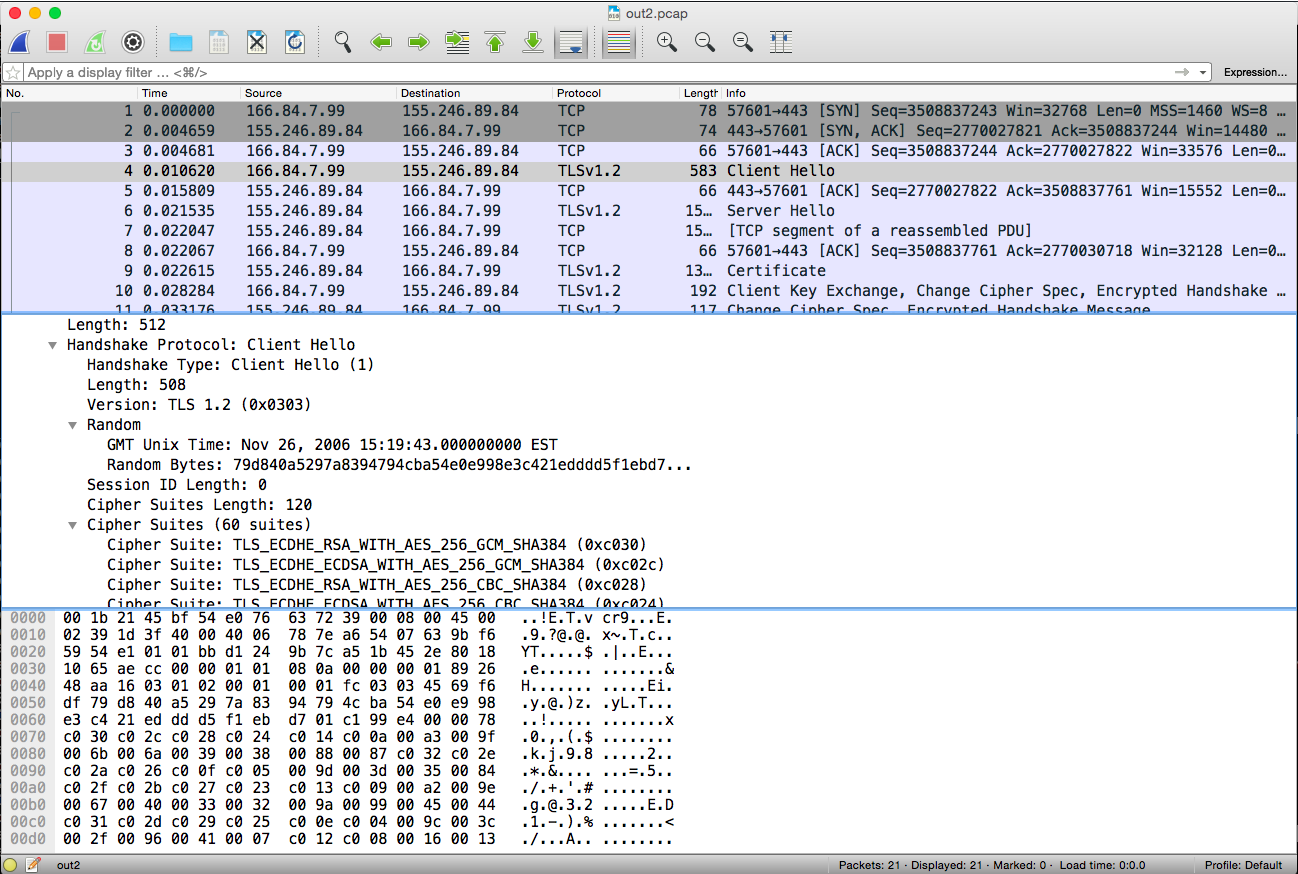 out2.pcap
Apply a display filter ... <⌘/>
Expression...
No. Time Source Destination Protocol Length Info
1 0.000000 166.84.7.99 155.246.89.84 TCP 78 57601→443 [SYN] Seq=3508837243 Win=32768 Len=0 MSS=1460 WS=8 …
2 0.004659 155.246.89.84 166.84.7.99 TCP 74 443→57601 [SYN, ACK] Seq=2770027821 Ack=3508837244 Win=14480 …
3 0.004681 166.84.7.99 155.246.89.84 TCP 66 57601→443 [ACK] Seq=3508837244 Ack=2770027822 Win=33576 Len=0…
4 0.010620 166.84.7.99 155.246.89.84 TLSv1.2 583 Client Hello
5 0.015809 155.246.89.84 166.84.7.99 TCP 66 443→57601 [ACK] Seq=2770027822 Ack=3508837761 Win=15552 Len=0…
6 0.021535 155.246.89.84 166.84.7.99 TLSv1.2 15… Server Hello
7 0.022047 155.246.89.84 166.84.7.99 TCP 15… [TCP segment of a reassembled PDU]
8 0.022067 166.84.7.99 155.246.89.84 TCP 66 57601→443 [ACK] Seq=3508837761 Ack=2770030718 Win=32128 Len=0…
9 0.022615 155.246.89.84 166.84.7.99 TLSv1.2 13… Certificate
10 0.028284 166.84.7.99 155.246.89.84 TLSv1.2 192 Client Key Exchange, Change Cipher Spec, Encrypted Handshake …
11 0.033176 155.246.89.84 166.84.7.99 TLSv1.2 117 Change Cipher Spec, Encrypted Handshake Message
Length: 512
Handshake Protocol: Client Hello
Handshake Type: Client Hello (1)
Length: 508
Version: TLS 1.2 (0x0303)
Random
GMT Unix Time: Nov 26, 2006 15:19:43.000000000 EST
Random Bytes: 79d840a5297a8394794cba54e0e998e3c421edddd5f1ebd7...
Session ID Length: 0
Cipher Suites Length: 120
Cipher Suites (60 suites)
Cipher Suite: TLS_ECDHE_RSA_WITH_AES_256_GCM_SHA384 (0xc030)
Cipher Suite: TLS_ECDHE_ECDSA_WITH_AES_256_GCM_SHA384 (0xc02c)
Cipher Suite: TLS_ECDHE_RSA_WITH_AES_256_CBC_SHA384 (0xc028)
Cipher Suite: TLS_ECDHE_ECDSA_WITH_AES_256_CBC_SHA384 (0xc024)
0000 00 1b 21 45 bf 54 e0 76 63 72 39 00 08 00 45 00 ..!E.T.v cr9...E.
0010 02 39 1d 3f 40 00 40 06 78 7e a6 54 07 63 9b f6 .9.?@.@. x~.T.c..
0020 59 54 e1 01 01 bb d1 24 9b 7c a5 1b 45 2e 80 18 YT.....$ .|..E...
0030 10 65 ae cc 00 00 01 01 08 0a 00 00 00 01 89 26 .e...... .......&
0040 48 aa 16 03 01 02 00 01 00 01 fc 03 03 45 69 f6 H....... .....Ei.
0050 df 79 d8 40 a5 29 7a 83 94 79 4c ba 54 e0 e9 98 .y.@.)z. .yL.T...
0060 e3 c4 21 ed dd d5 f1 eb d7 01 c1 99 e4 00 00 78 ..!..... .......x
0070 c0 30 c0 2c c0 28 c0 24 c0 14 c0 0a 00 a3 00 9f .0.,.(.$ ........
0080 00 6b 00 6a 00 39 00 38 00 88 00 87 c0 32 c0 2e .k.j.9.8 .....2..
0090 c0 2a c0 26 c0 0f c0 05 00 9d 00 3d 00 35 00 84 .*.&.... ...=.5..
00a0 c0 2f c0 2b c0 27 c0 23 c0 13 c0 09 00 a2 00 9e ./.+.'.# ........
00b0 00 67 00 40 00 33 00 32 00 9a 00 99 00 45 00 44 .g.@.3.2 .....E.D
00c0 c0 31 c0 2d c0 29 c0 25 c0 0e c0 04 00 9c 00 3c .1.-.).% .......<
00d0 00 2f 00 96 00 41 00 07 c0 12 c0 08 00 16 00 13 ./...A.. ........
out2
Packets: 21 · Displayed: 21 · Marked: 0 · Load time: 0:0.0
Profile: Default